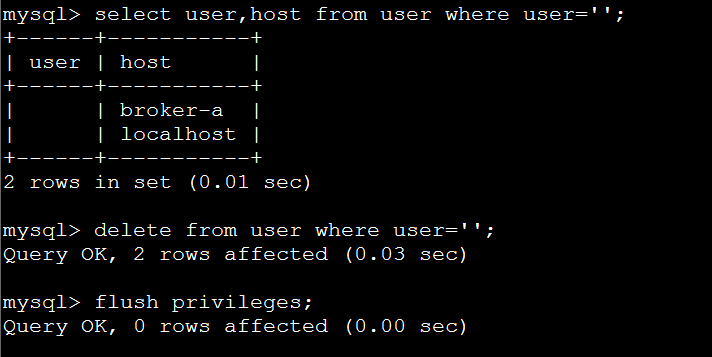 mysql> select user,host from user where user='';
+------+-----------+
| user | host      |
+------+-----------+
|      | broker-a  |
|      | localhost |
+------+-----------+
2 rows in set (0.01 sec)

mysql> delete from user where user='';
Query OK, 2 rows affected (0.03 sec)

mysql> flush privileges;
Query OK, 0 rows affected (0.00 sec)